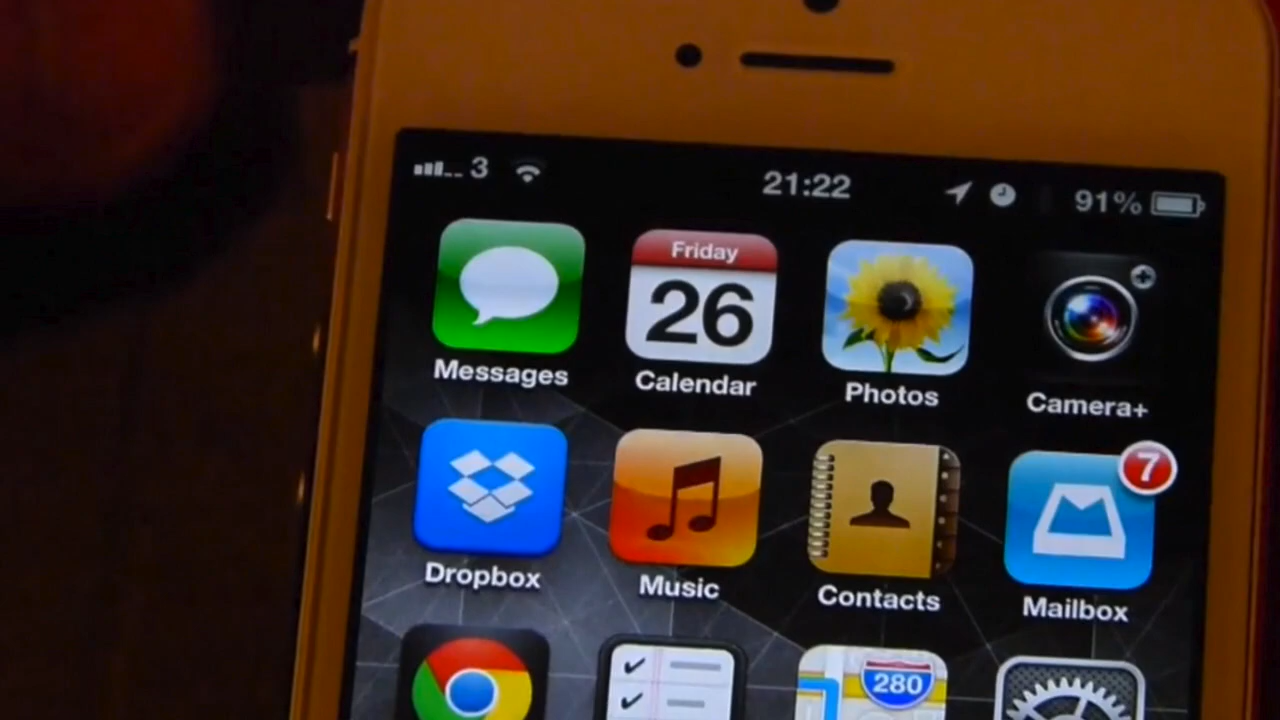 3 21:22 91%
Friday
26
Messages Calendar Photos Camera+
7
Dropbox Music Contacts Mailbox
280